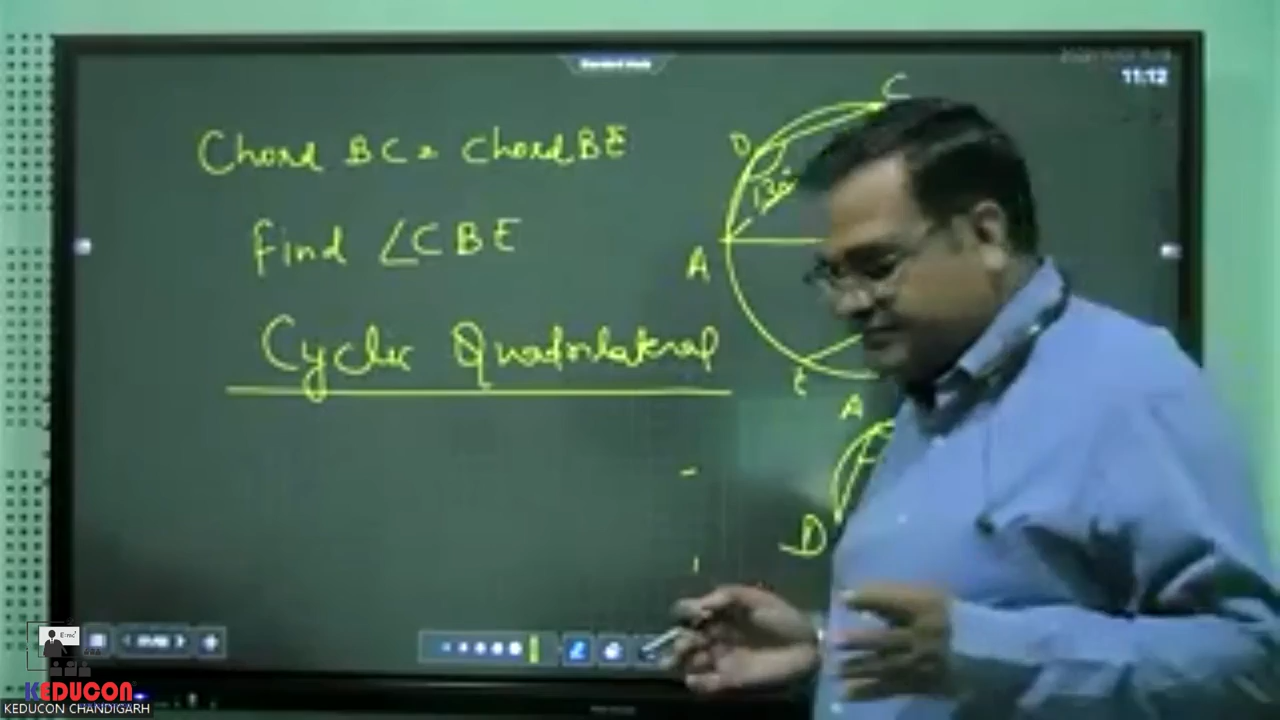 11:12
C
Chord BC = Chord BE
D
130°
Find ∠CBE
A
Cyclic Quadrilateral
E
A
D
KEDUCON
KEDUCON CHANDIGARH